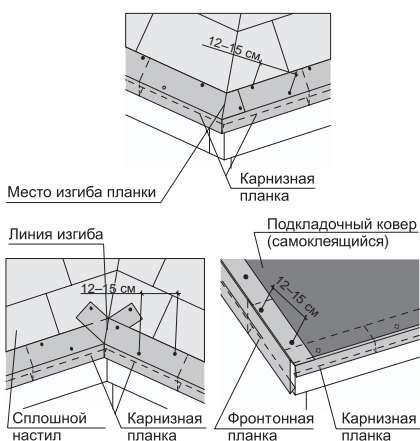 12–15 см
Место изгиба планки
Карнизная
планка
Линия изгиба
Подкладочный ковер
(самоклеящийся)
12–15 см
12–15 см
Сплошной
настил
Карнизная
планка
Фронтонная
планка
Карнизная
планка